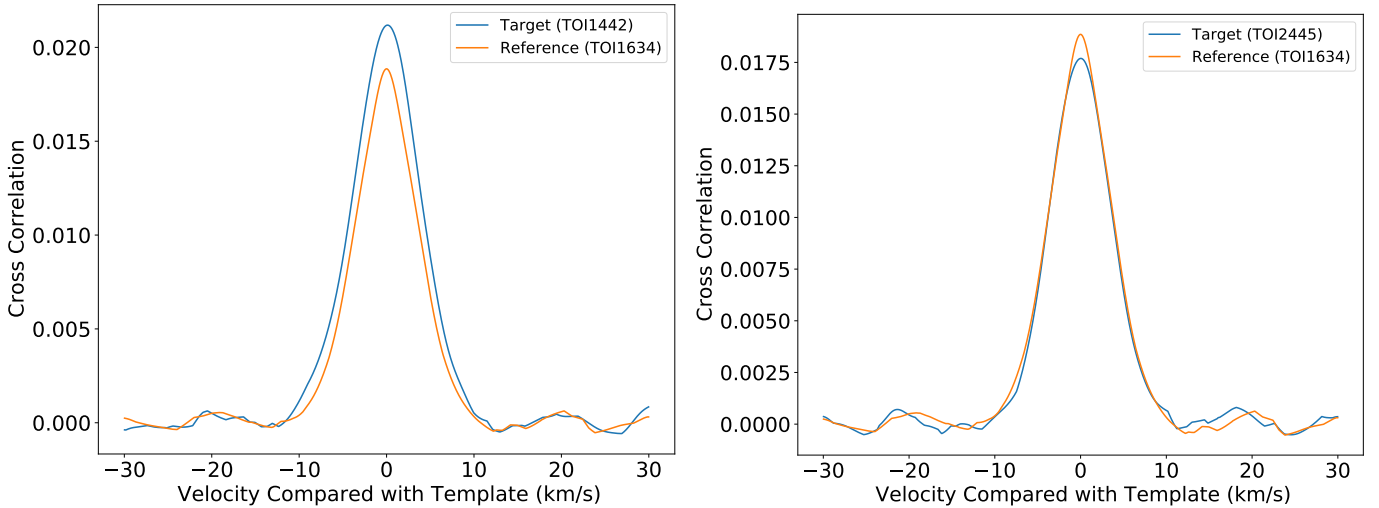 Target (TOI1442)
Reference (TOI1634)
Cross Correlation
0.020
0.015
0.010
0.005
0.000
−30 −20 −10 0 10 20 30
Velocity Compared with Template (km/s)
Target (TOI2445)
Reference (TOI1634)
Cross Correlation
0.0175
0.0150
0.0125
0.0100
0.0075
0.0050
0.0025
0.0000
−30 −20 −10 0 10 20 30
Velocity Compared with Template (km/s)